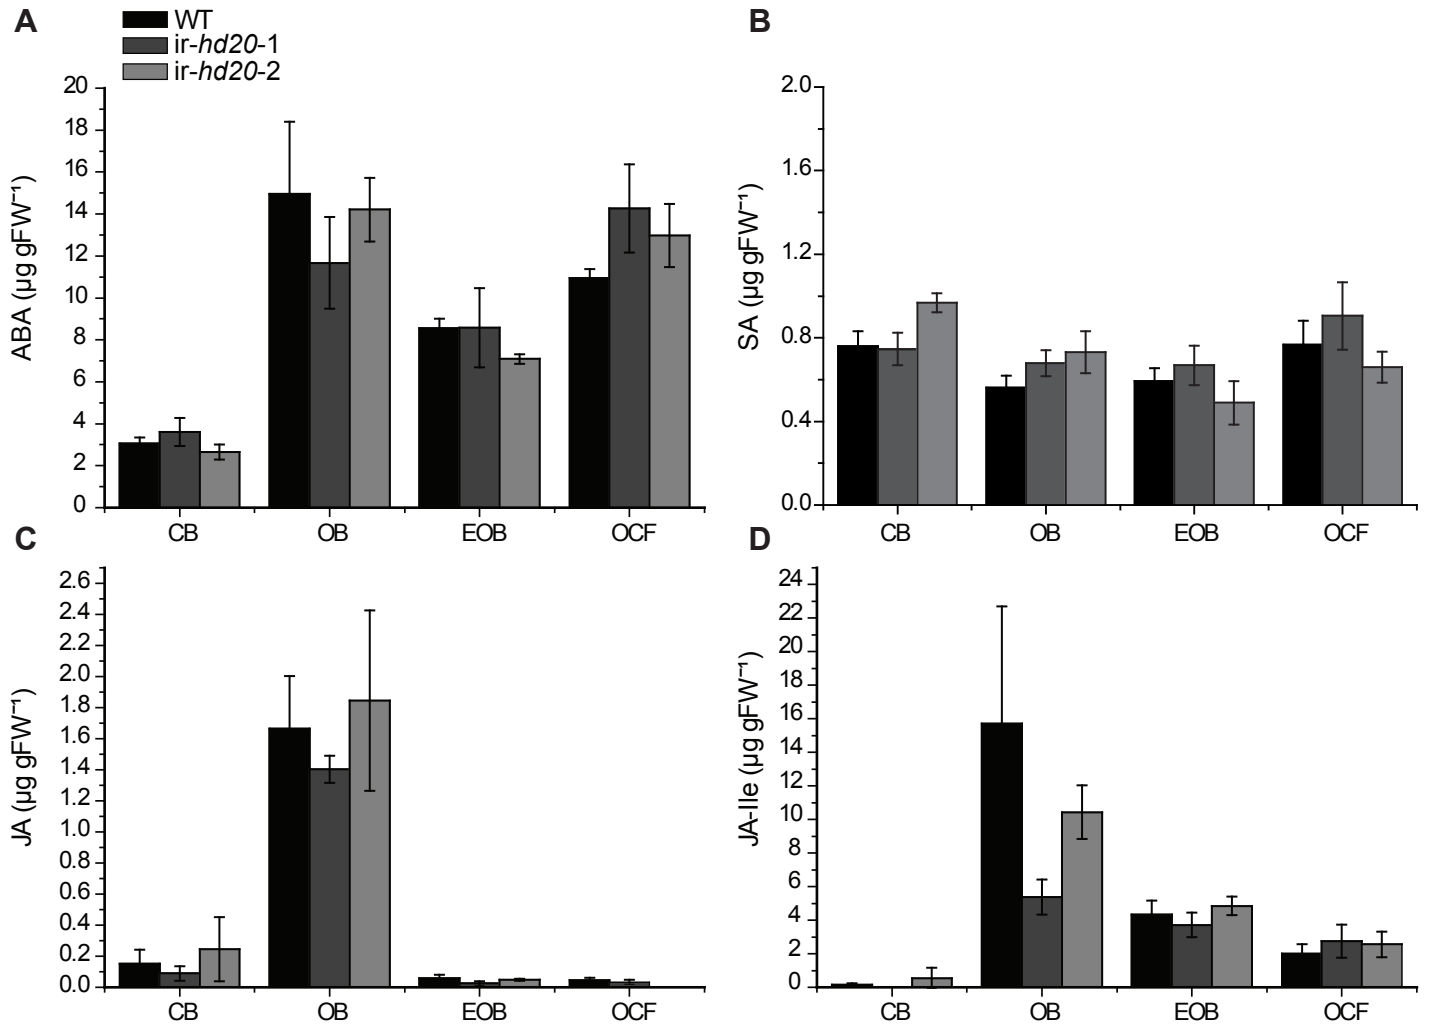 A
WT
ir-hd20-1
ir-hd20-2
ABA (µg gFW⁻¹)
20
18
16
14
12
10
8
6
4
2
0
CB OB EOB OCF
B
SA (µg gFW⁻¹)
2.0
1.6
1.2
0.8
0.4
0.0
CB OB EOB OCF
C
JA (µg gFW⁻¹)
2.6
2.4
2.2
2.0
1.8
1.6
1.4
1.2
1.0
0.8
0.6
0.4
0.2
0.0
CB OB EOB OCF
D
JA-Ile (µg gFW⁻¹)
24
22
20
18
16
14
12
10
8
6
4
2
0
CB OB EOB OCF